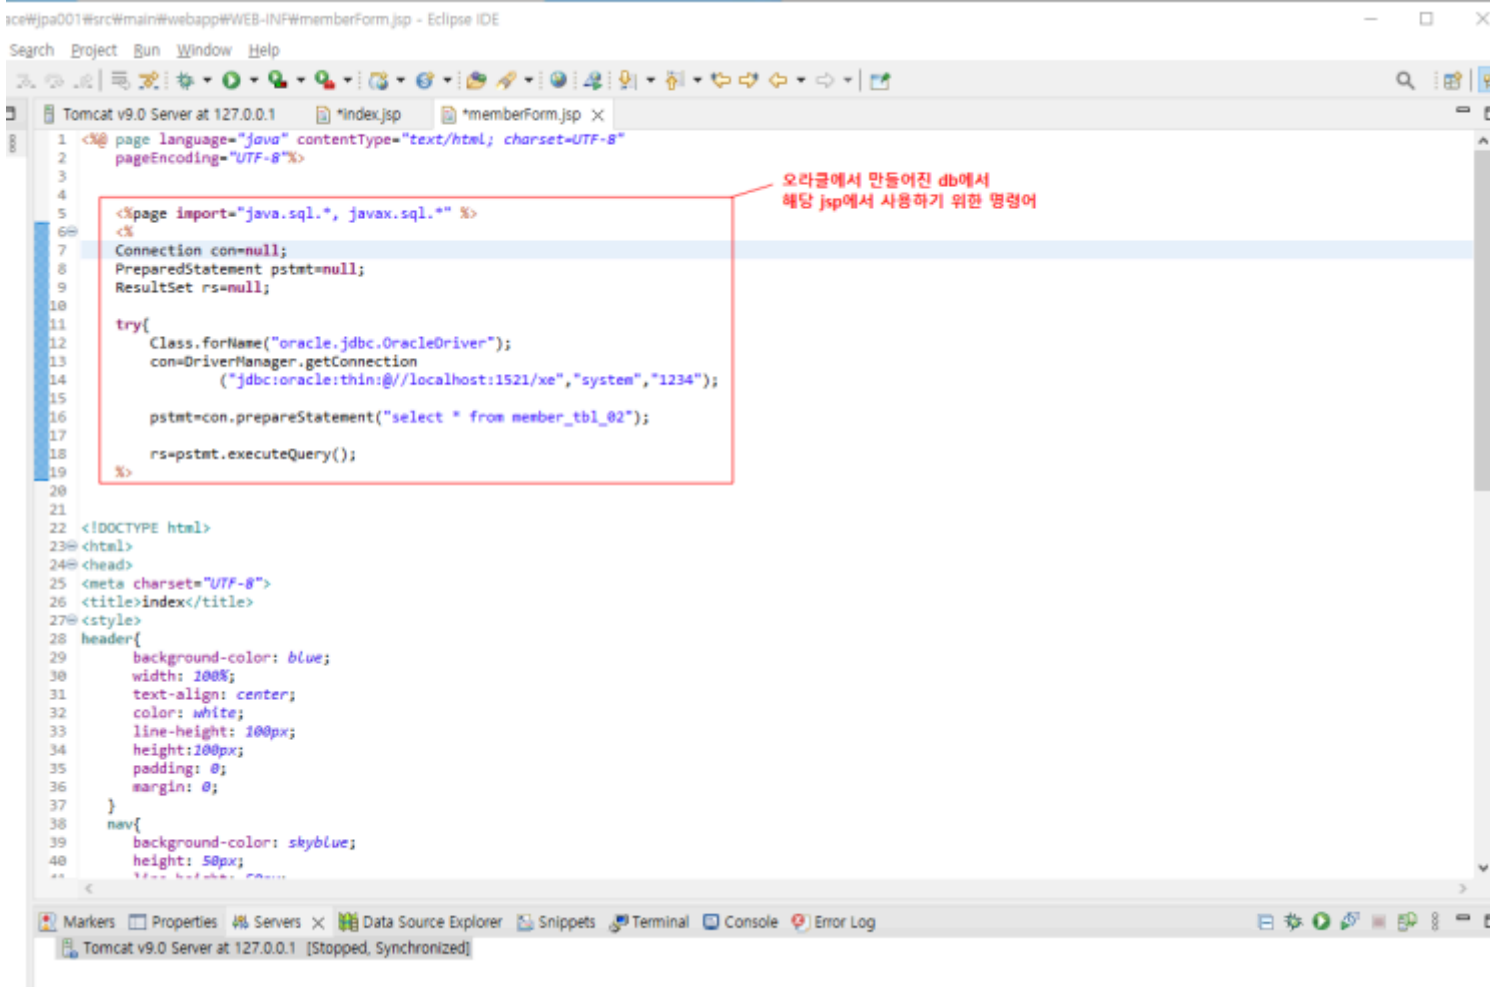 ace₩jpa001₩src₩main₩webapp₩WEB-INF₩memberForm.jsp - Eclipse IDE
Search Project Run Window Help
Tomcat v9.0 Server at 127.0.0.1 *index.jsp *memberForm.jsp
1 <%@ page language="java" contentType="text/html; charset=UTF-8"
2 pageEncoding="UTF-8"%>
3
4
오라클에서 만들어진 db에서
해당 jsp에서 사용하기 위한 명령어
5 <%page import="java.sql.*, javax.sql.*" %>
6 <%
7 Connection con=null;
8 PreparedStatement pstmt=null;
9 ResultSet rs=null;
10
11 try{
12 Class.forName("oracle.jdbc.OracleDriver");
13 con=DriverManager.getConnection
14 ("jdbc:oracle:thin:@//localhost:1521/xe","system","1234");
15
16 pstmt=con.prepareStatement("select * from member_tbl_02");
17
18 rs=pstmt.executeQuery();
19 %>
20
21
22 <!DOCTYPE html>
23 <html>
24 <head>
25 <meta charset="UTF-8">
26 <title>index</title>
27 <style>
28 header{
29 background-color: blue;
30 width: 100%;
31 text-align: center;
32 color: white;
33 line-height: 100px;
34 height:100px;
35 padding: 0;
36 margin: 0;
37 }
38 nav{
39 background-color: skyblue;
40 height: 50px;
Markers Properties Servers Data Source Explorer Snippets Terminal Console Error Log
Tomcat v9.0 Server at 127.0.0.1 [Stopped, Synchronized]